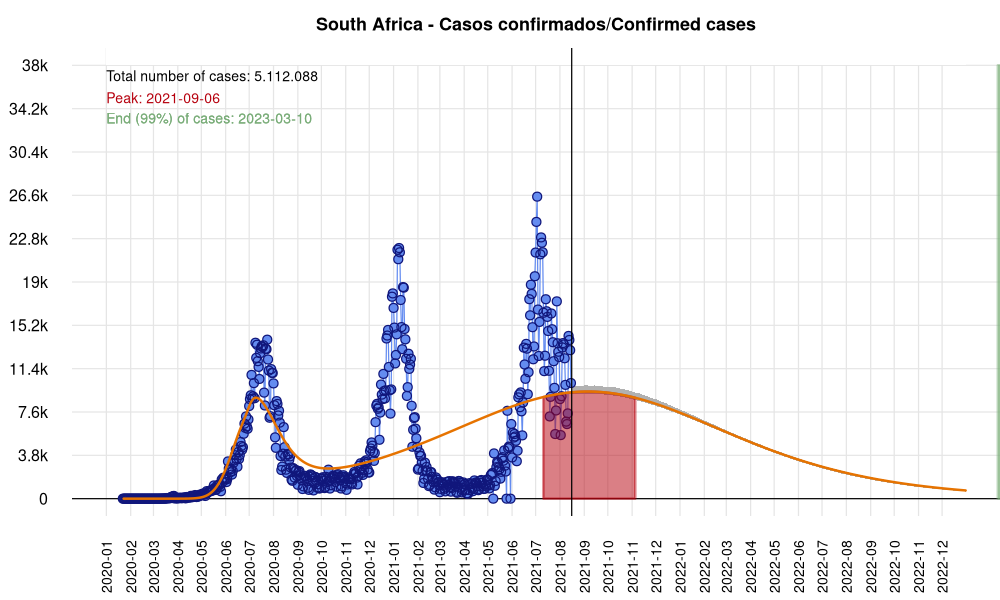 South Africa - Casos confirmados/Confirmed cases
Total number of cases: 5.112.088
Peak: 2021-09-06
End (99%) of cases: 2023-03-10
38k
34.2k
30.4k
26.6k
22.8k
19k
15.2k
11.4k
7.6k
3.8k
0
2020-01
2020-02
2020-03
2020-04
2020-05
2020-06
2020-07
2020-08
2020-09
2020-10
2020-11
2020-12
2021-01
2021-02
2021-03
2021-04
2021-05
2021-06
2021-07
2021-08
2021-09
2021-10
2021-11
2021-12
2022-01
2022-02
2022-03
2022-04
2022-05
2022-06
2022-07
2022-08
2022-09
2022-10
2022-11
2022-12